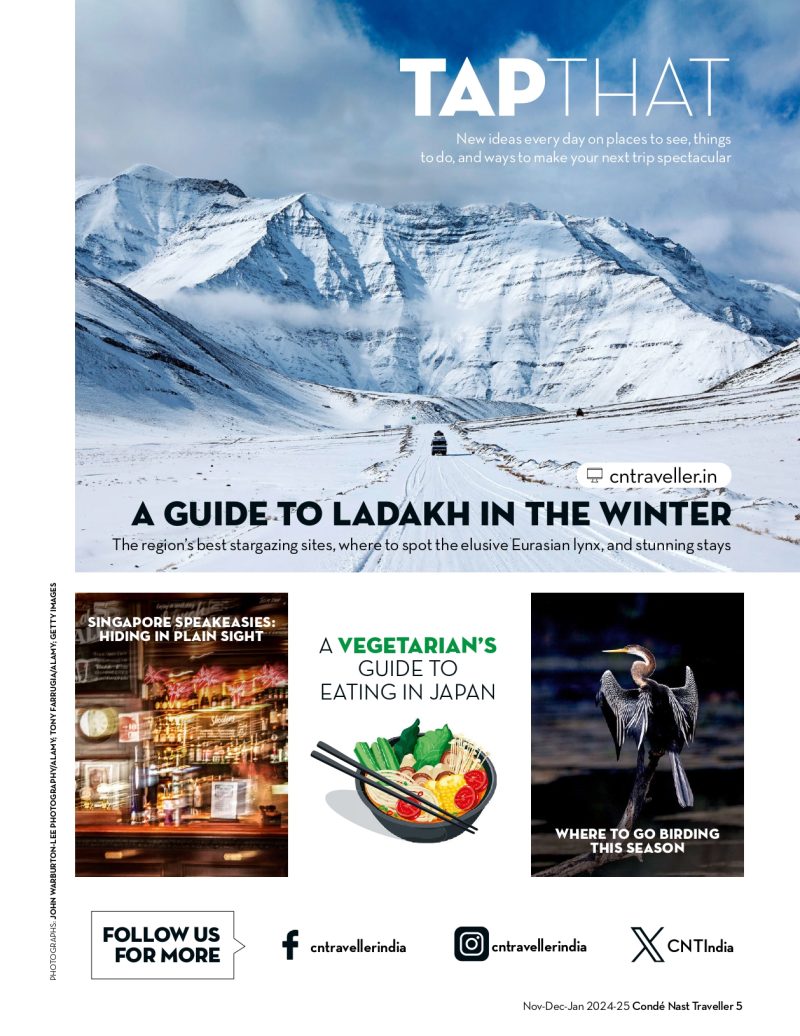 TAPTHAT
New ideas every day on places to see, things
to do, and ways to make your next trip spectacular
cntraveller.in
A GUIDE TO LADAKH IN THE WINTER
The region’s best stargazing sites, where to spot the elusive Eurasian lynx, and stunning stays
SINGAPORE SPEAKEASIES:
HIDING IN PLAIN SIGHT
A VEGETARIAN’S
GUIDE TO
EATING IN JAPAN
WHERE TO GO BIRDING
THIS SEASON
PHOTOGRAPHS: JOHN WARBURTON-LEE PHOTOGRAPHY/ALAMY; TONY FARRUGIA/ALAMY; GETTY IMAGES
FOLLOW US
FOR MORE
cntravellerindia
cntravellerindia
CNTIndia
Nov-Dec-Jan 2024-25 Condé Nast Traveller 5